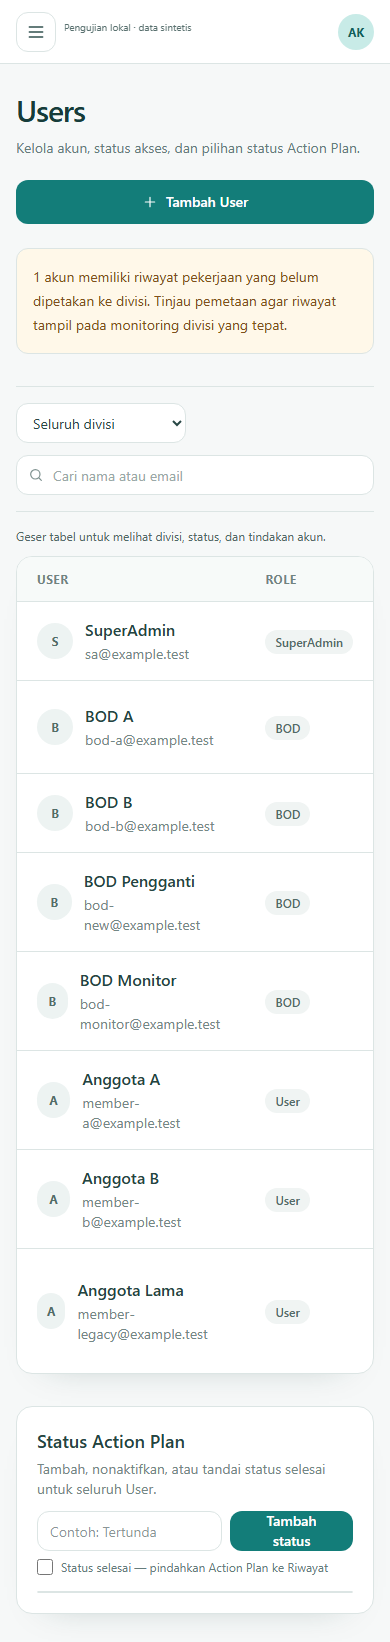 Pengujian lokal · data sintetis
AK
Users
Kelola akun, status akses, dan pilihan status Action Plan.
+ Tambah User
1 akun memiliki riwayat pekerjaan yang belum
dipetakan ke divisi. Tinjau pemetaan agar riwayat
tampil pada monitoring divisi yang tepat.
Seluruh divisi
Cari nama atau email
Geser tabel untuk melihat divisi, status, dan tindakan akun.
USER ROLE
S SuperAdmin
sa@example.test
SuperAdmin
B BOD A
bod-a@example.test
BOD
B BOD B
bod-b@example.test
BOD
B BOD Pengganti
bod-
new@example.test
BOD
B BOD Monitor
bod-
monitor@example.test
BOD
A Anggota A
member-
a@example.test
User
A Anggota B
member-
b@example.test
User
A Anggota Lama
member-
legacy@example.test
User
Status Action Plan
Tambah, nonaktifkan, atau tandai status selesai
untuk seluruh User.
Contoh: Tertunda
Tambah
status
Status selesai — pindahkan Action Plan ke Riwayat